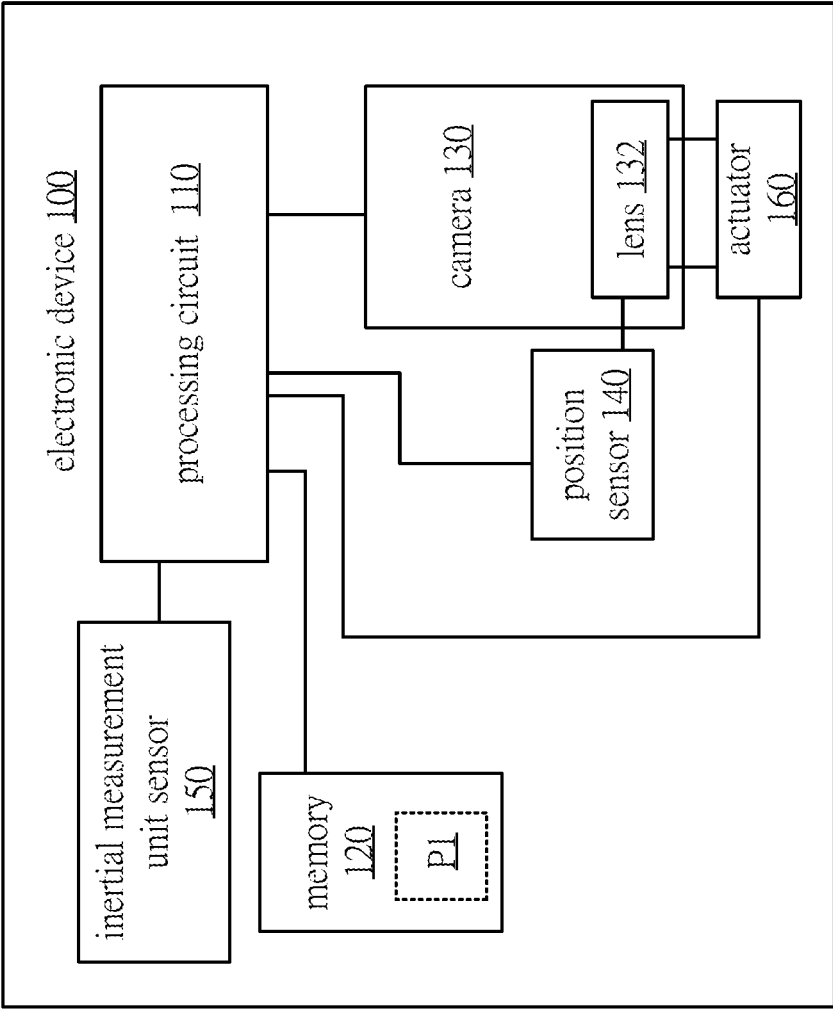 electronic device 100
inertial measurement
unit sensor
150
processing circuit 110
memory
120
P1
position
sensor 140
camera 130
lens 132
actuator
160